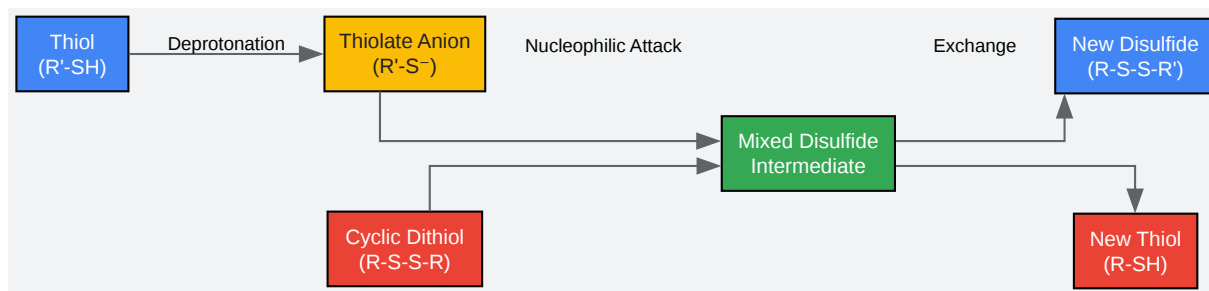 Thiol
(R'-SH)
Deprotonation
Thiolate Anion
(R'-S⁻)
Nucleophilic Attack
Exchange
New Disulfide
(R-S-S-R')
Mixed Disulfide
Intermediate
Cyclic Dithiol
(R-S-S-R)
New Thiol
(R-SH)